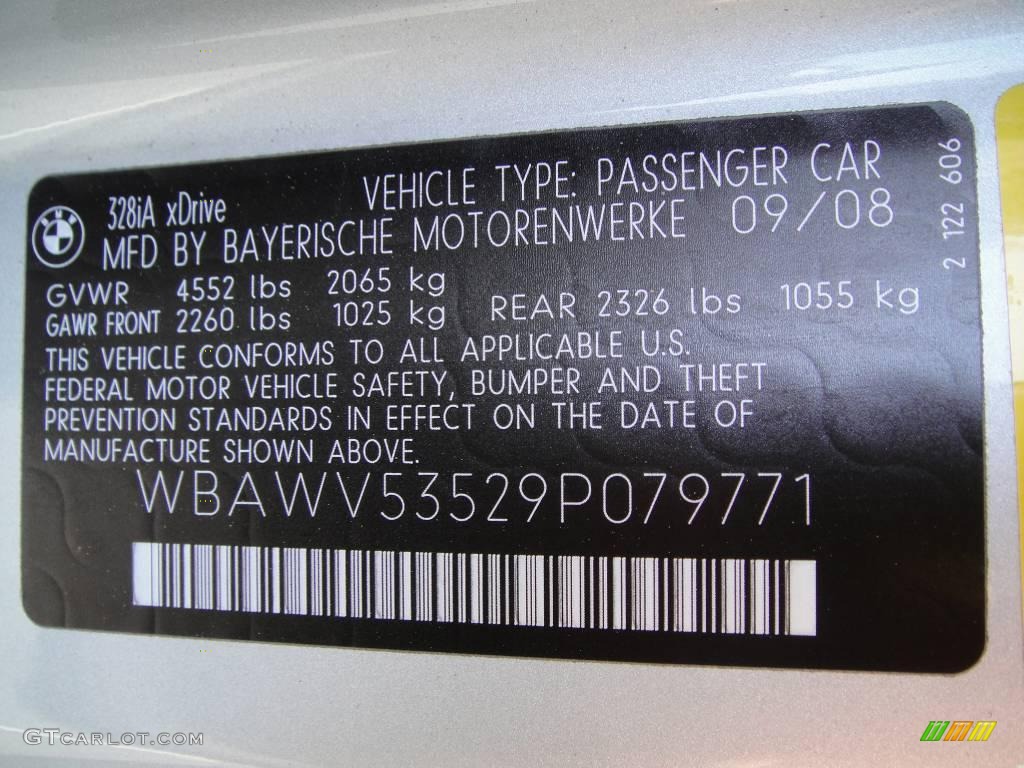 328iA xDrive VEHICLE TYPE: PASSENGER CAR
MFD BY BAYERISCHE MOTORENWERKE 09/08
GVWR 4552 lbs 2065 kg
GAWR FRONT 2260 lbs 1025 kg REAR 2326 lbs 1055 kg
THIS VEHICLE CONFORMS TO ALL APPLICABLE U.S.
FEDERAL MOTOR VEHICLE SAFETY, BUMPER AND THEFT
PREVENTION STANDARDS IN EFFECT ON THE DATE OF
MANUFACTURE SHOWN ABOVE.
WBAWV53529P079771
2 122 606
BMW
GTCARLOT.COM